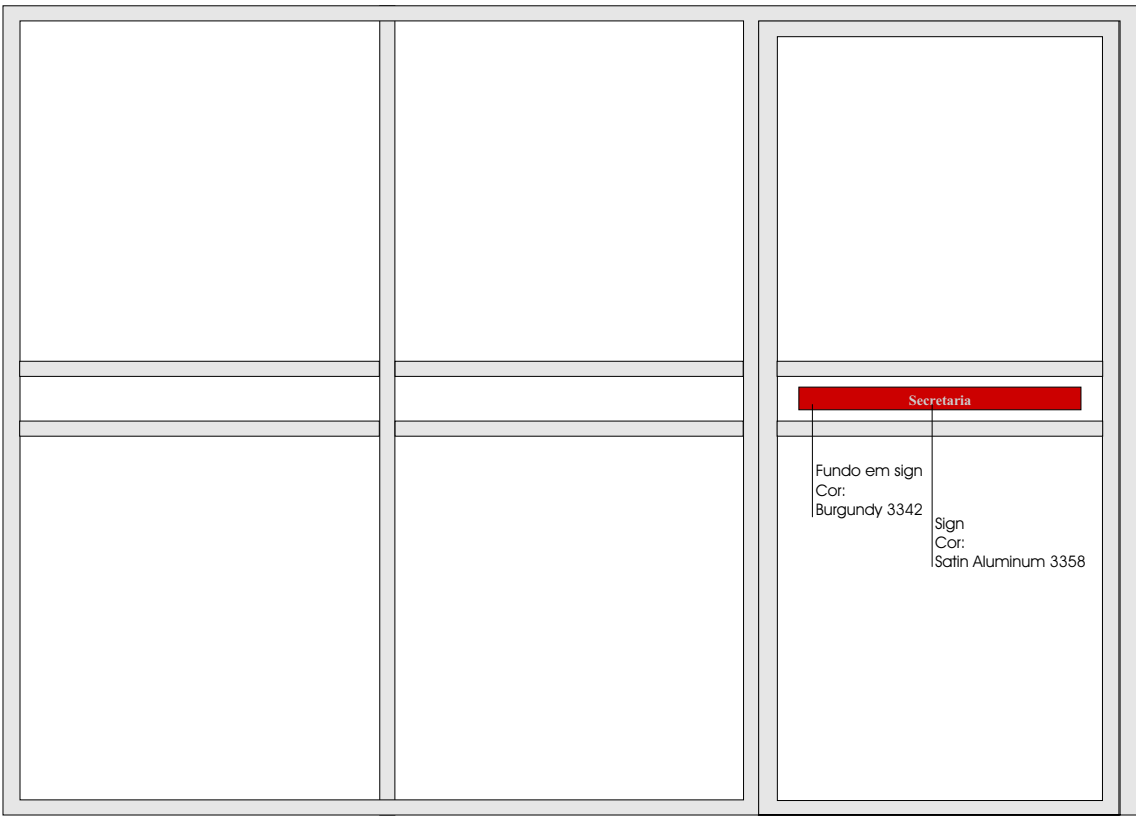 Secretaria
Fundo em sign
Cor:
Burgundy 3342
Sign
Cor:
Satin Aluminum 3358